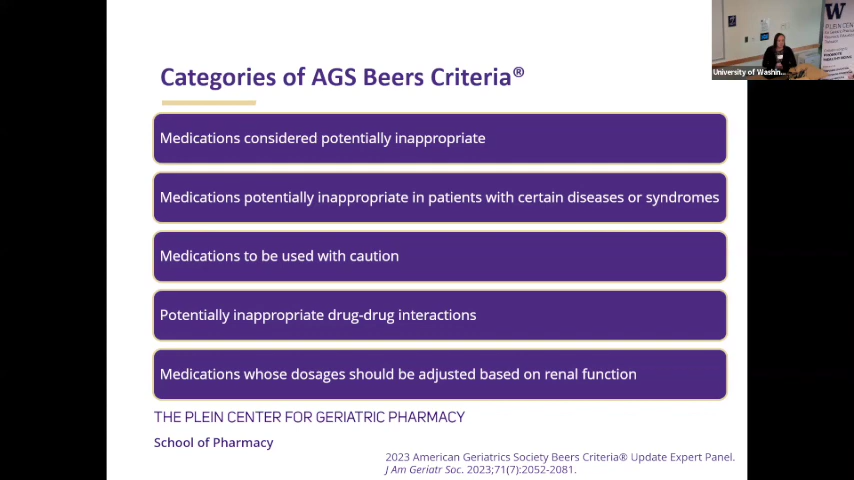 Categories of AGS Beers Criteria®
Medications considered potentially inappropriate
Medications potentially inappropriate in patients with certain diseases or syndromes
Medications to be used with caution
Potentially inappropriate drug-drug interactions
Medications whose dosages should be adjusted based on renal function
THE PLEIN CENTER FOR GERIATRIC PHARMACY
School of Pharmacy
2023 American Geriatrics Society Beers Criteria® Update Expert Panel.
J Am Geriatr Soc. 2023;71(7):2052-2081.
W
PLEIN CEN
University of Washin...